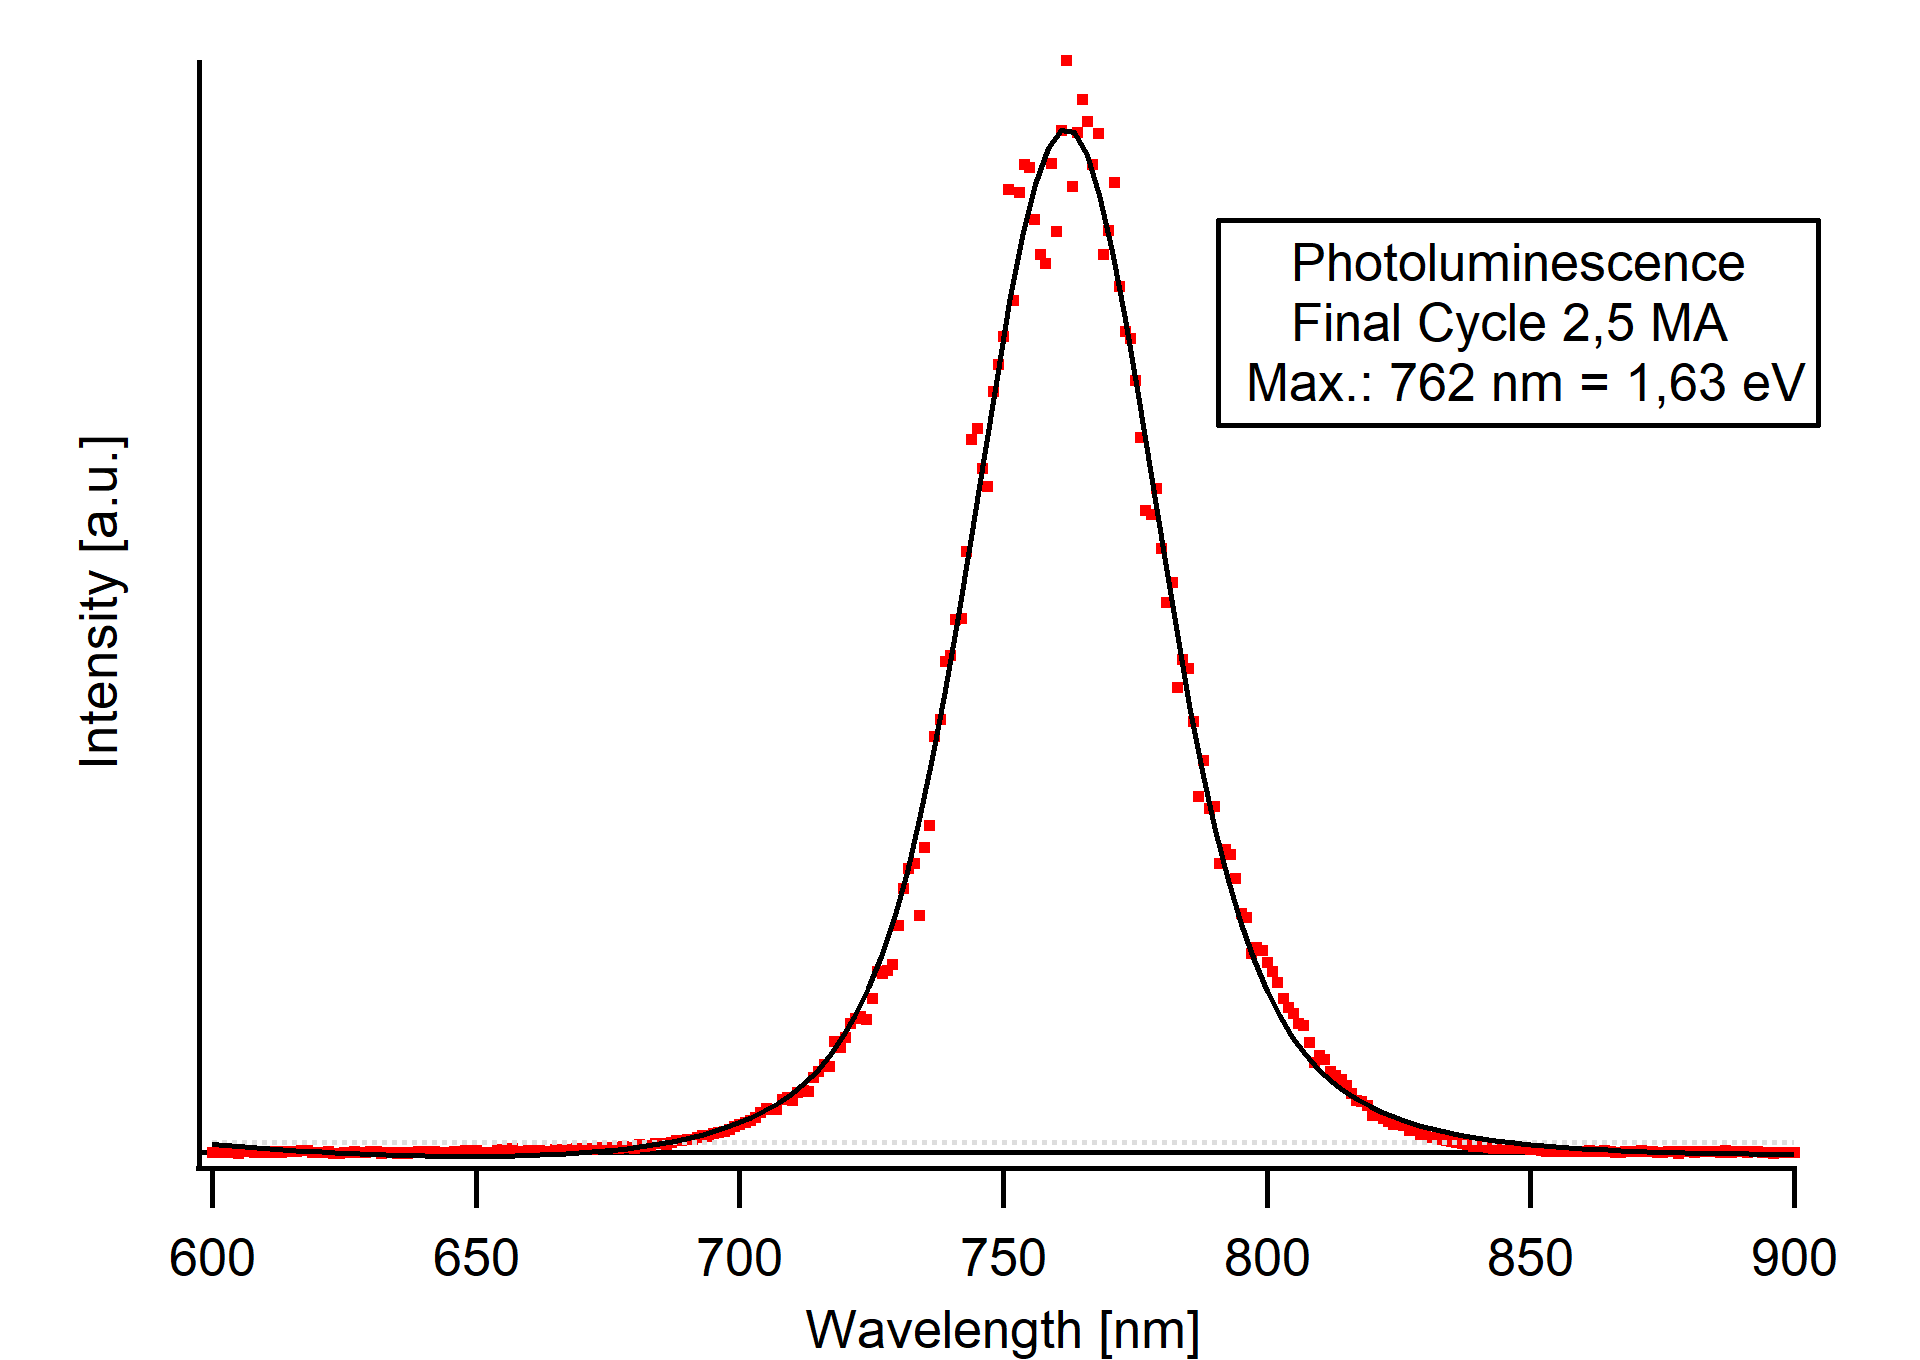 Photoluminescence
Final Cycle 2,5 MA
Max.: 762 nm = 1,63 eV
Intensity [a.u.]
600 650 700 750 800 850 900
Wavelength [nm]